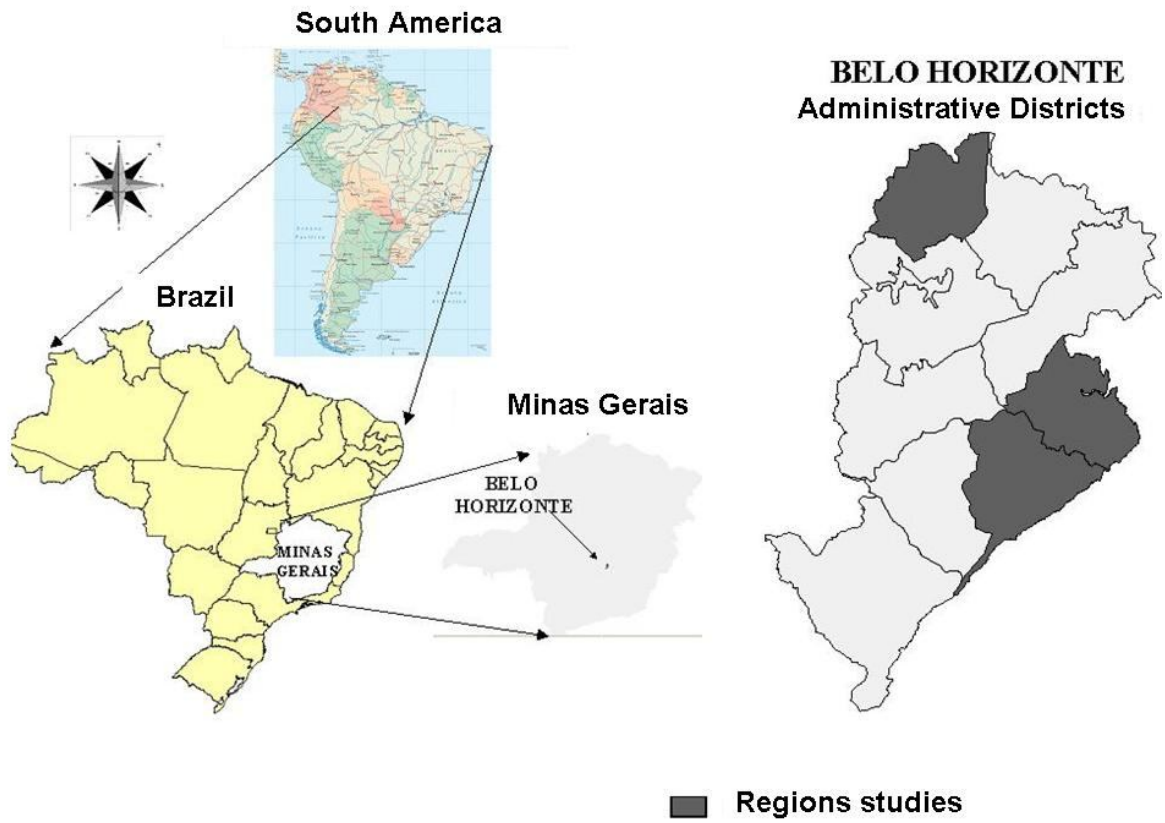 South America
BELO HORIZONTE
Administrative Districts
Brazil
Minas Gerais
BELO
HORIZONTE
MINAS
GERAIS
Regions studies